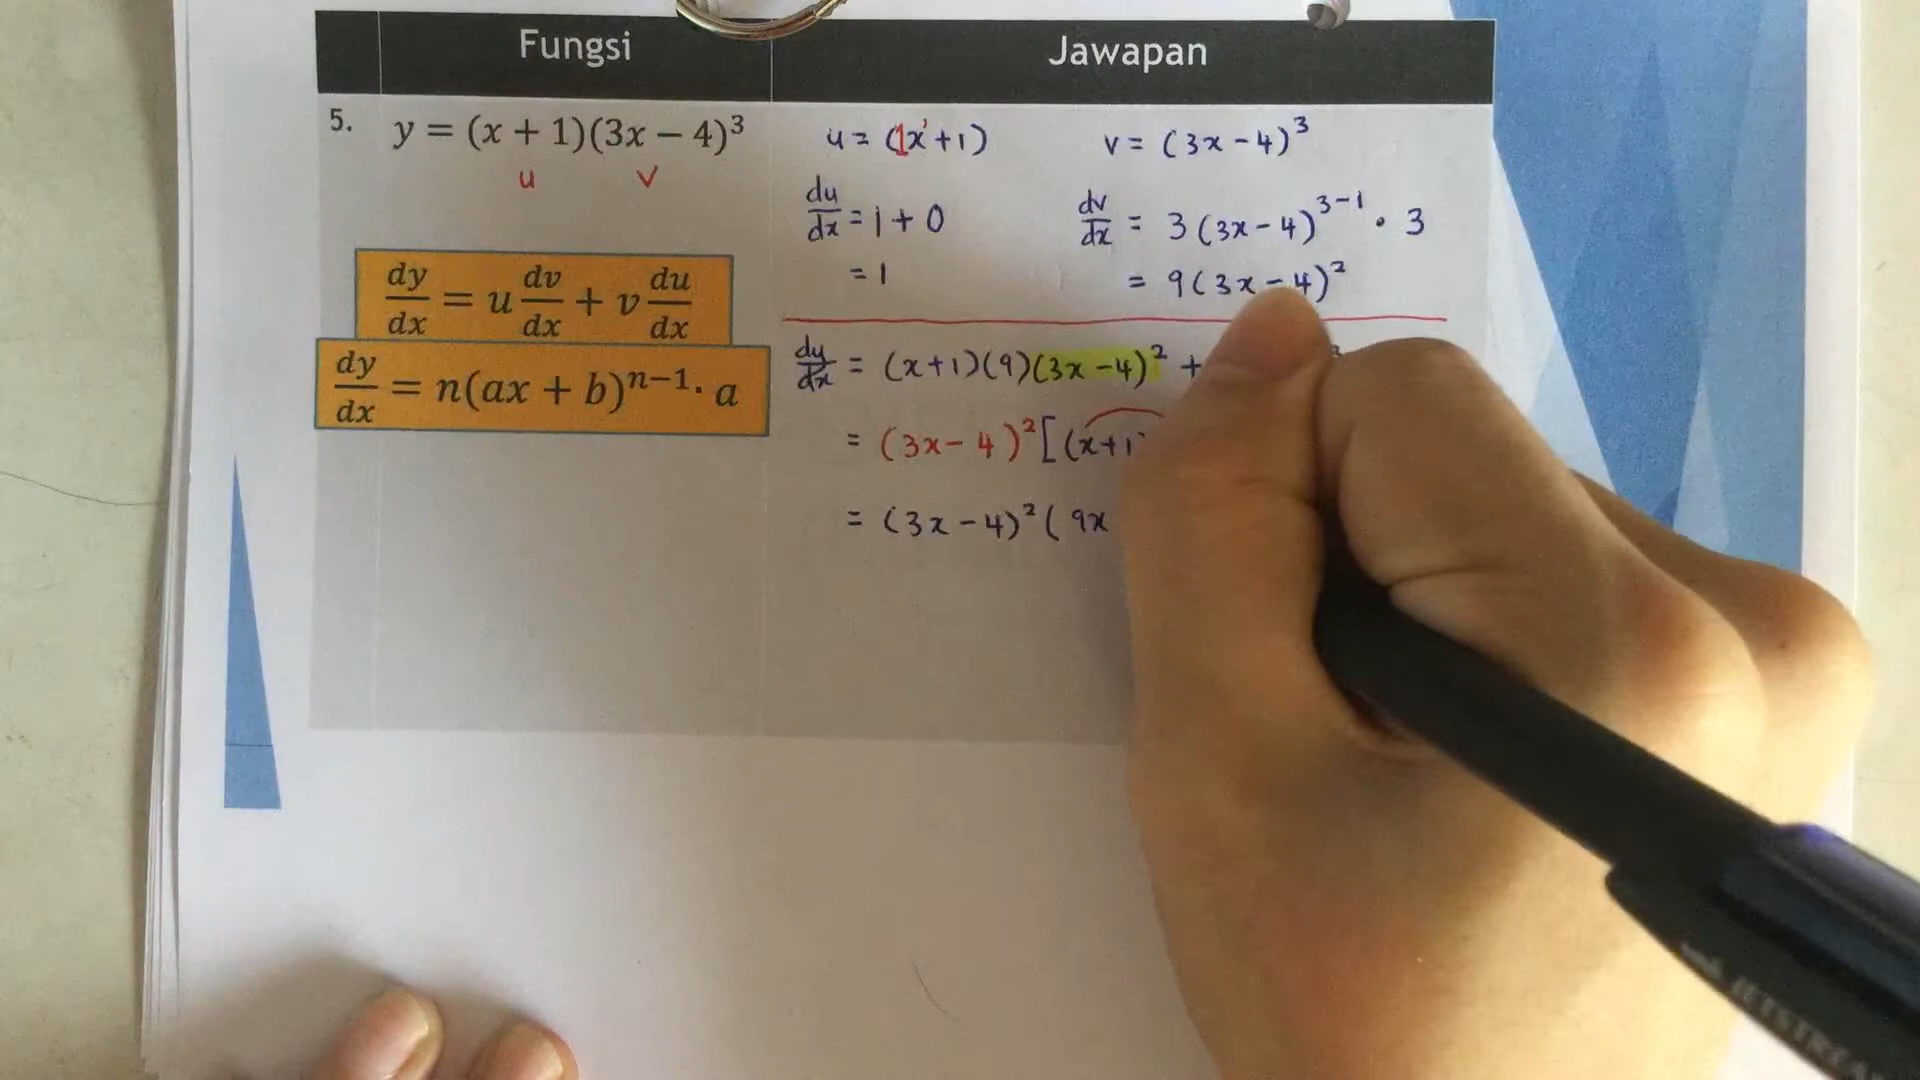 Fungsi Jawapan
5. y = (x + 1)(3x − 4)³
u v
dy/dx = u dv/dx + v du/dx
dy/dx = n(ax + b)ⁿ⁻¹. a
u = (1x¹+1) v = (3x-4)³
du/dx = 1 + 0 dv/dx = 3(3x-4)³⁻¹ • 3
= 1 = 9(3x-4)²
dy/dx = (x+1)(9)(3x-4)² +
= (3x-4)² [(x+1)
= (3x-4)² (9x
JETSTREA